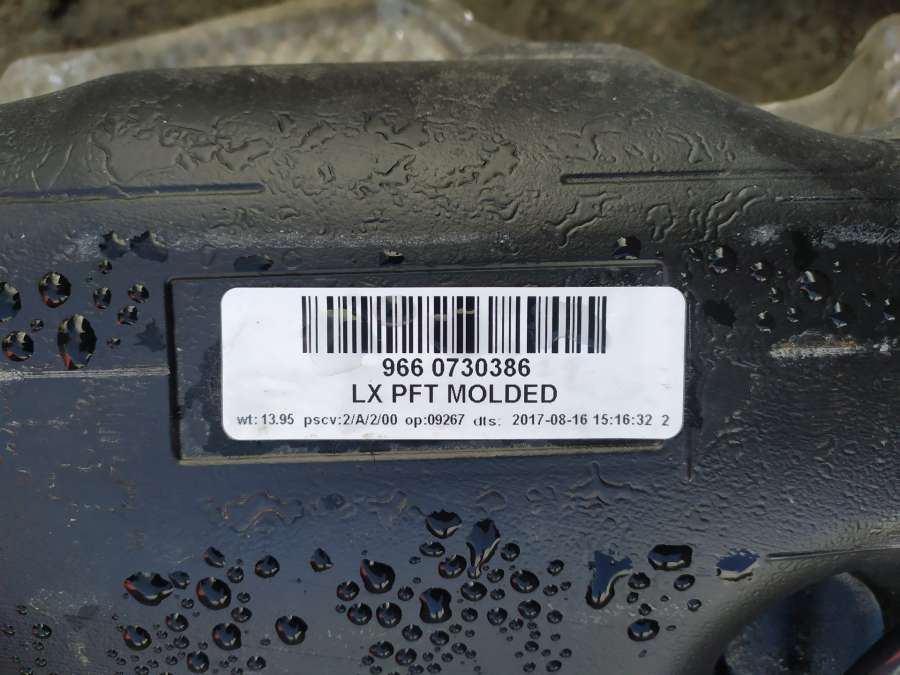 966 0730386
LX PFT MOLDED
wt: 13.95 pscv:2/A/2/00 op:09267 dts: 2017-08-16 15:16:32 2